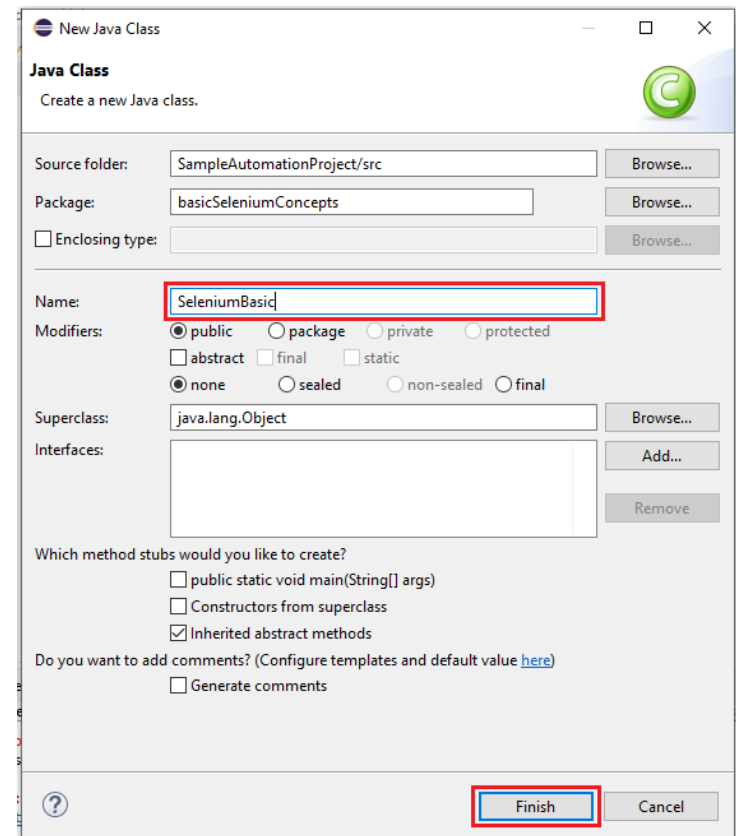 New Java Class
Java Class
Create a new Java class.
Source folder: SampleAutomationProject/src Browse...
Package: basicSeleniumConcepts Browse...
Enclosing type: Browse...
Name: SeleniumBasic
Modifiers: public package private protected
abstract final static
none sealed non-sealed final
Superclass: java.lang.Object Browse...
Interfaces: Add...
Remove
Which method stubs would you like to create?
public static void main(String[] args)
Constructors from superclass
Inherited abstract methods
Do you want to add comments? (Configure templates and default value here)
Generate comments
? Finish Cancel